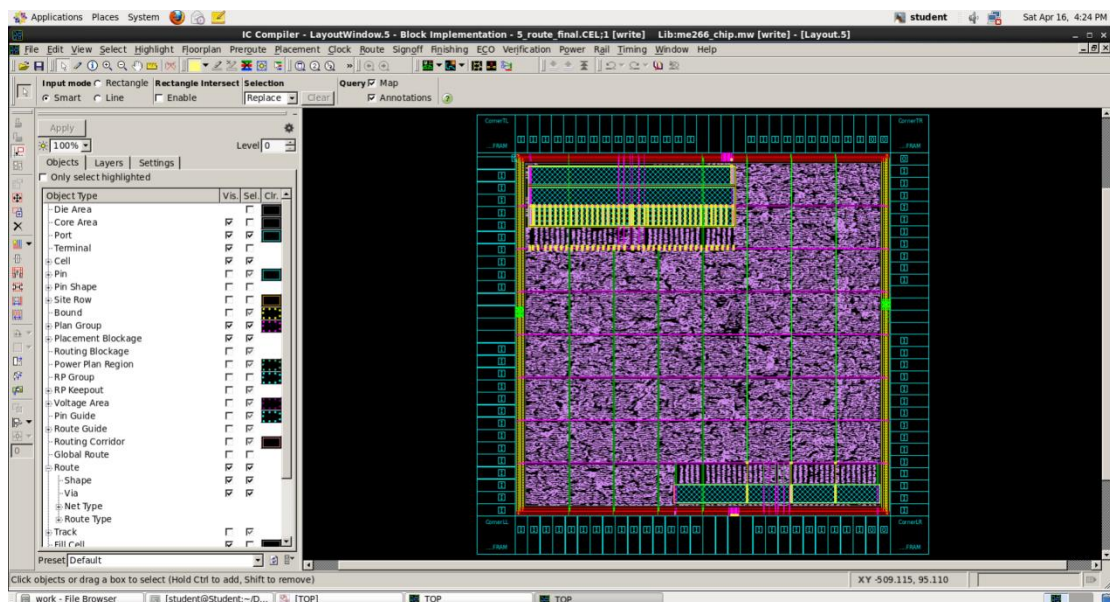 Applications Places System student Sat Apr 16, 4:24 PM
IC Compiler - LayoutWindow.5 - Block Implementation - 5_route_final.CEL;1 [write] Lib:me266_chip.mw [write] - [Layout.5]
File Edit View Select Highlight Floorplan Preroute Placement Clock Route Signoff Finishing ECO Verification Power Rail Timing Window Help
Input mode Rectangle Rectangle Intersect Selection Query Map
Smart Line Enable Replace Clear Annotations
Apply
100% Level 0
Objects Layers Settings
Only select highlighted
Object Type Vis. Sel. Clr.
Die Area
Core Area
Port
Terminal
Cell
Pin
Pin Shape
Site Row
Bound
Plan Group
Placement Blockage
Routing Blockage
Power Plan Region
RP Group
RP Keepout
Voltage Area
Pin Guide
Route Guide
Routing Corridor
Global Route
Route
Shape
Via
Net Type
Route Type
Track
Fill Cell
Preset Default
0
CornerTL CornerTR
FRAM FRAM
CornerLL CornerLR
FRAM FRAM
Click objects or drag a box to select (Hold Ctrl to add, Shift to remove) XY -509.115, 95.110
work - File Browser [student@Student:~/D... [TOP] TOP TOP